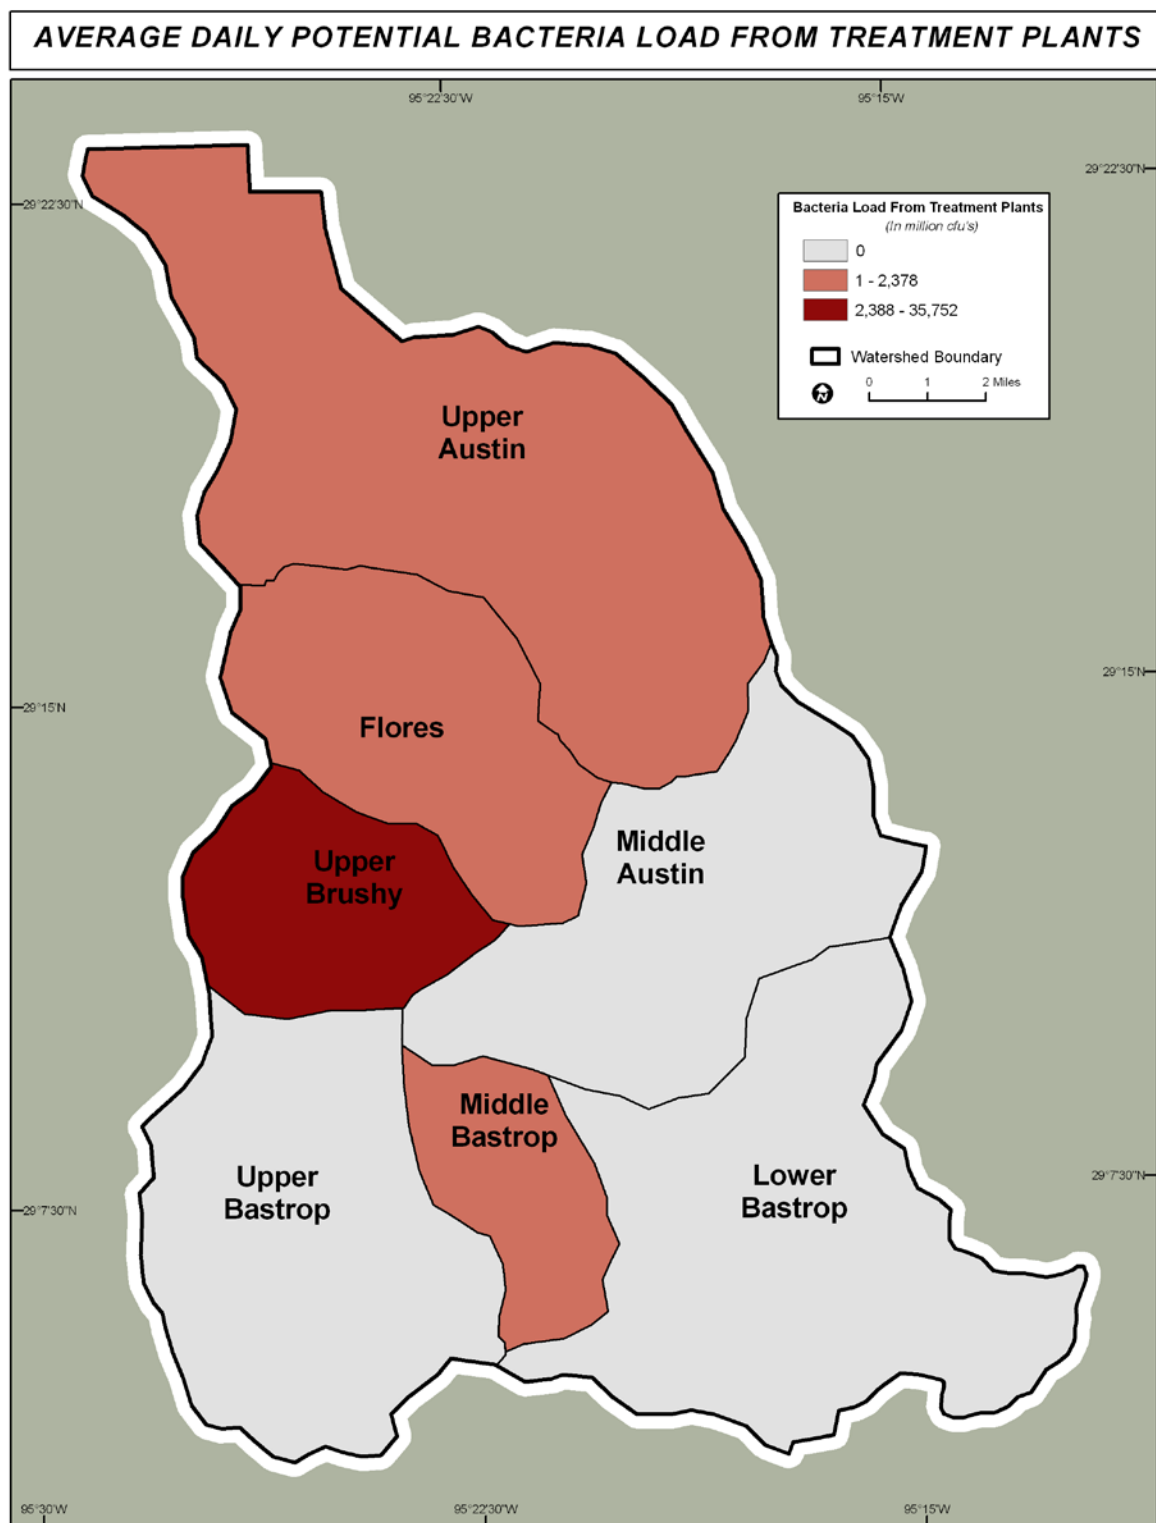 AVERAGE DAILY POTENTIAL BACTERIA LOAD FROM TREATMENT PLANTS
95°22'30"W
95°15'W
29°22'30"N
29°22'30"N
Bacteria Load From Treatment Plants
(In million cfu's)
0
1 - 2,378
2,388 - 35,752
Watershed Boundary
N
0 1 2 Miles
Upper
Austin
29°15'N
29°15'N
Flores
Middle
Austin
Upper
Brushy
Middle
Bastrop
Upper
Bastrop
Lower
Bastrop
29°7'30"N
29°7'30"N
95°30'W
95°22'30"W
95°15'W